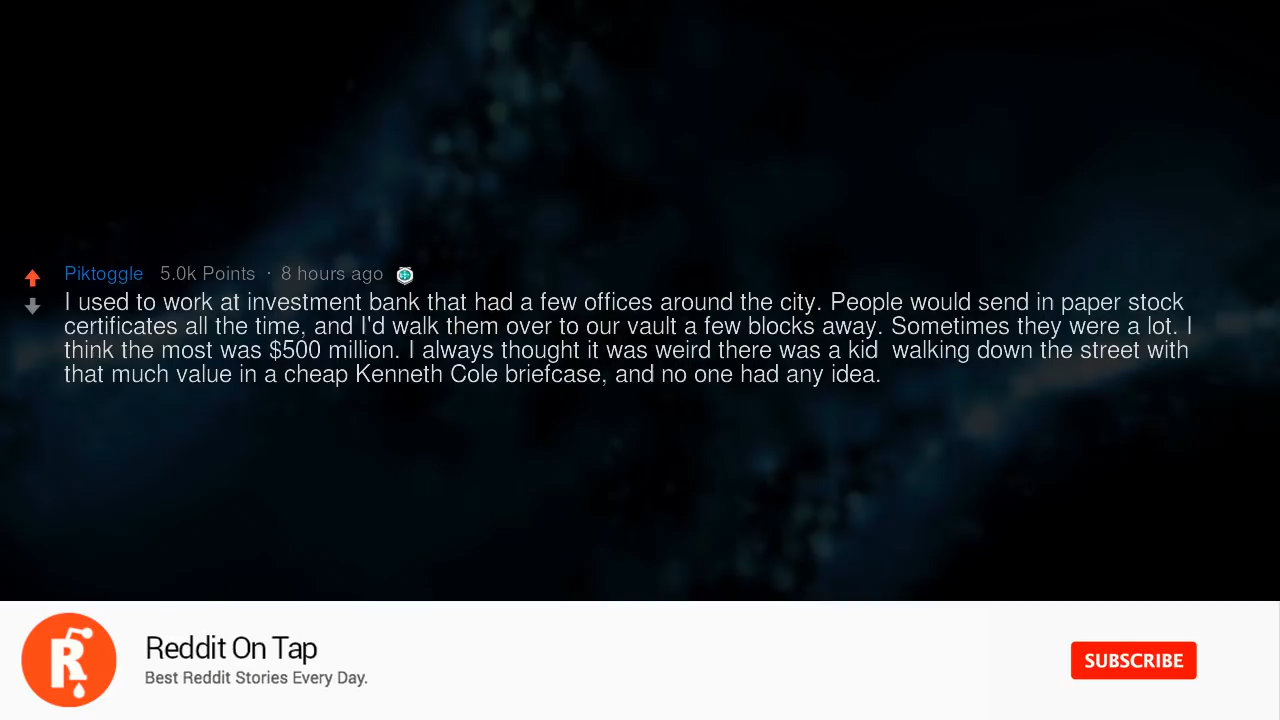 Piktoggle 5.0k Points · 8 hours ago
I used to work at investment bank that had a few offices around the city. People would send in paper stock
certificates all the time, and I'd walk them over to our vault a few blocks away. Sometimes they were a lot. I
think the most was $500 million. I always thought it was weird there was a kid  walking down the street with
that much value in a cheap Kenneth Cole briefcase, and no one had any idea.
Reddit On Tap
Best Reddit Stories Every Day.
SUBSCRIBE